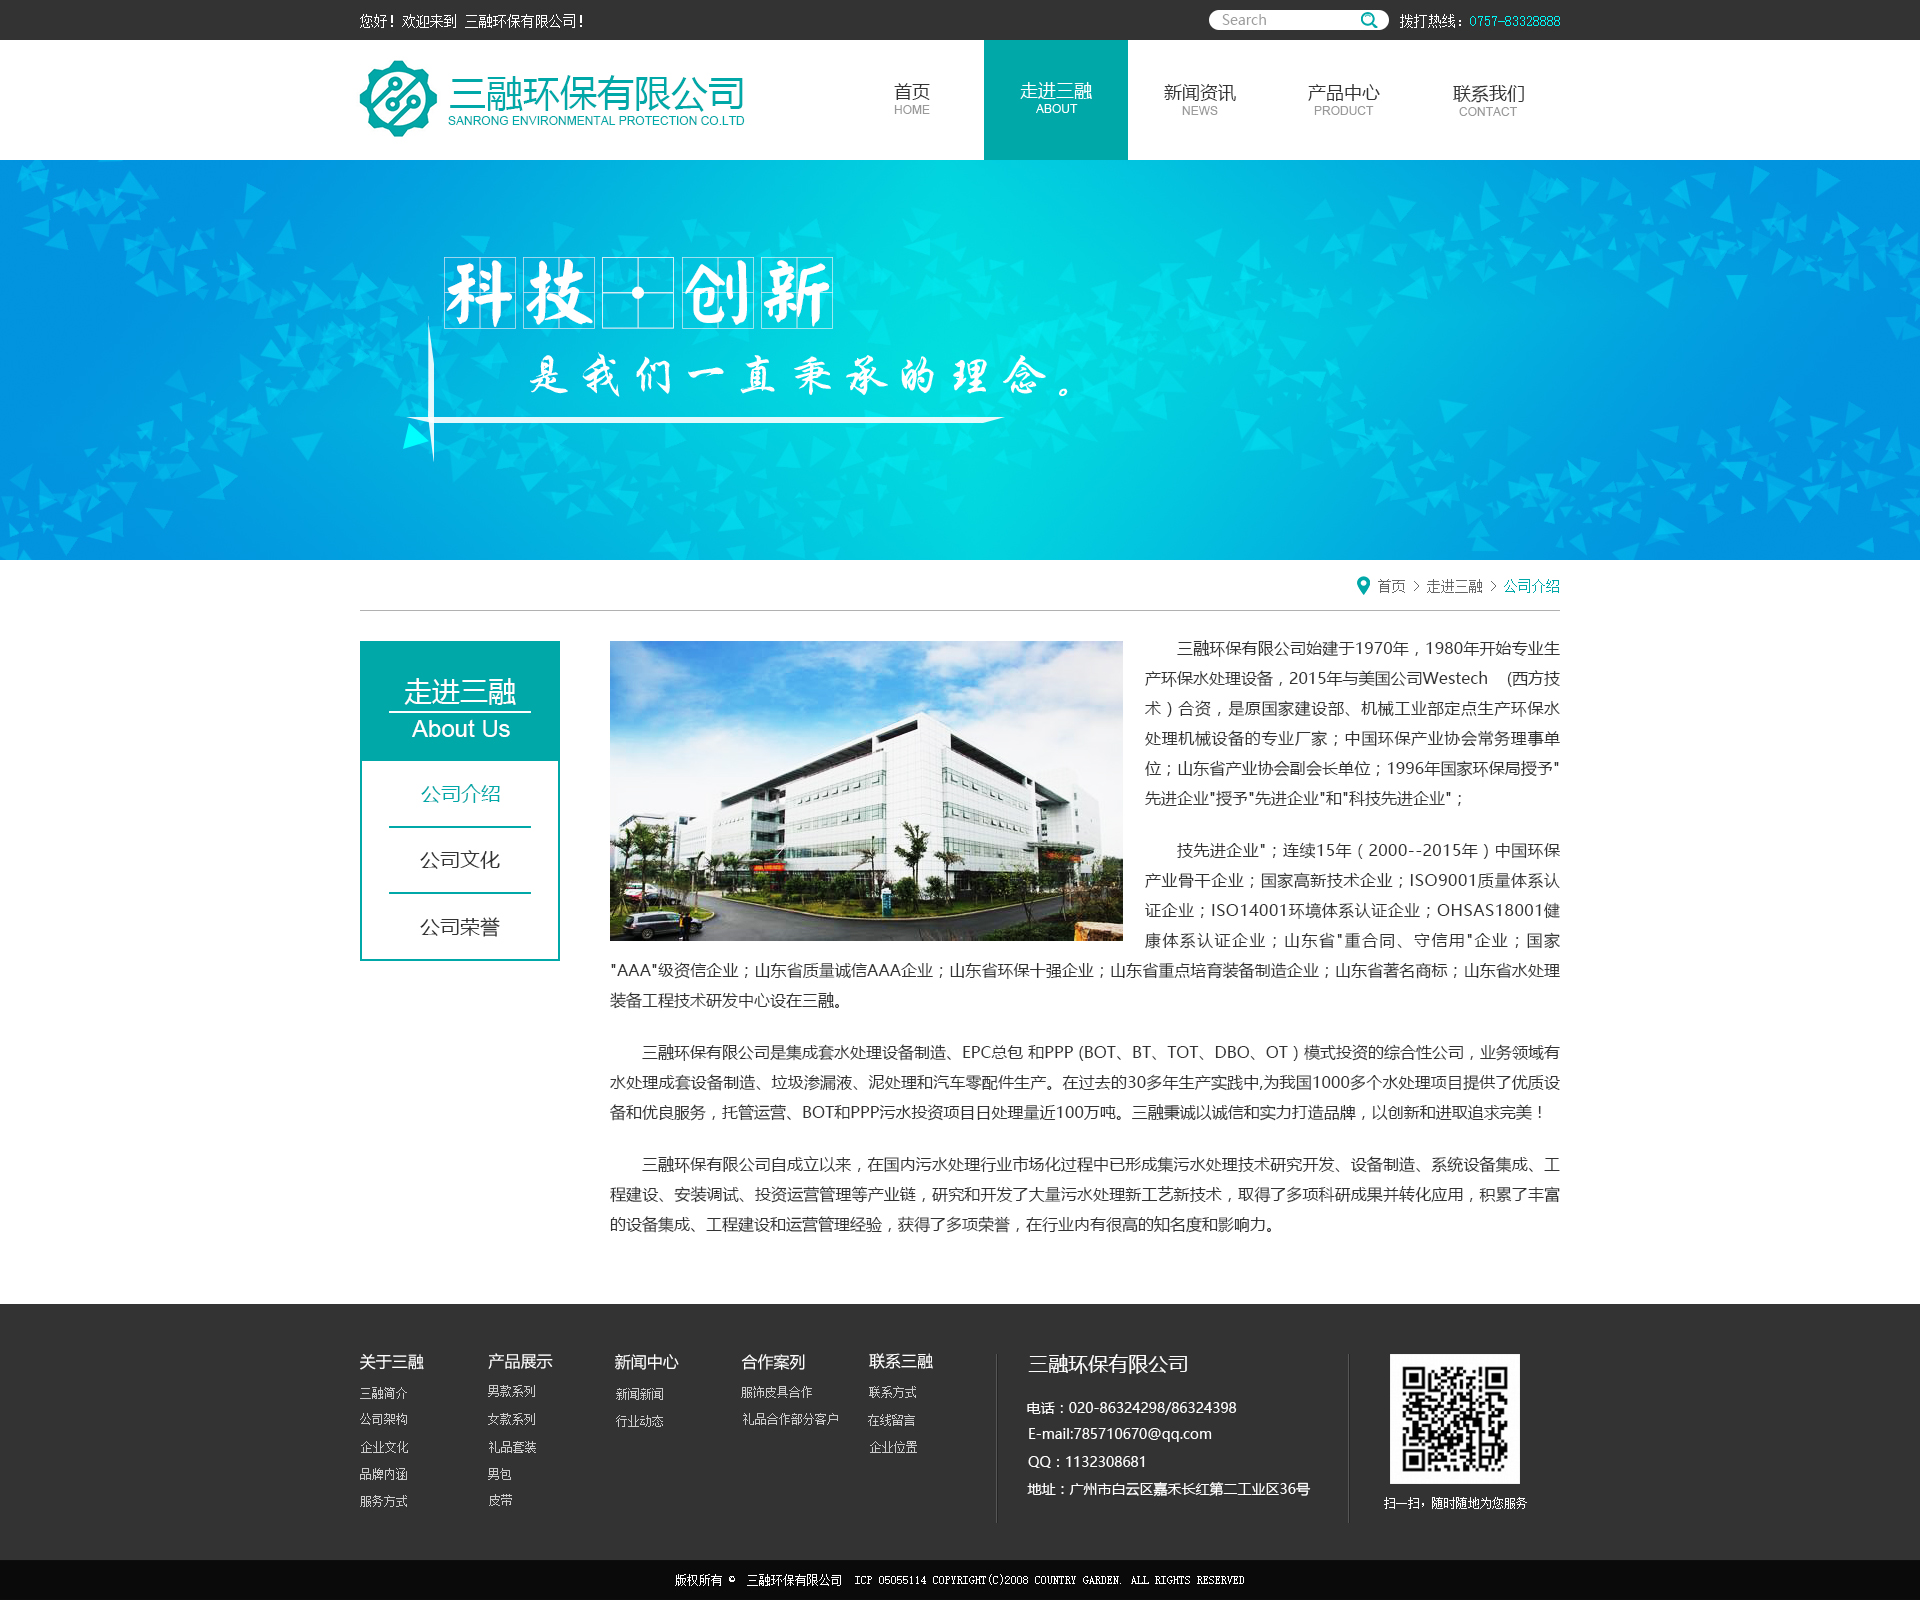 您好！欢迎来到 三融环保有限公司！
Search
拨打热线：0757-83328888
三融环保有限公司
SANRONG ENVIRONMENTAL PROTECTION CO.LTD
首页
HOME
走进三融
ABOUT
新闻资讯
NEWS
产品中心
PRODUCT
联系我们
CONTACT
科技·创新
是我们一直秉承的理念。
首页 > 走进三融 > 公司介绍
走进三融
About Us
公司介绍
公司文化
公司荣誉
三融环保有限公司始建于1970年，1980年开始专业生
产环保水处理设备，2015年与美国公司Westech (西方技
术）合资，是原国家建设部、机械工业部定点生产环保水
处理机械设备的专业厂家；中国环保产业协会常务理事单
位；山东省产业协会副会长单位；1996年国家环保局授予"
先进企业"授予"先进企业"和"科技先进企业"；
技先进企业"；连续15年（2000--2015年）中国环保
产业骨干企业；国家高新技术企业；ISO9001质量体系认
证企业；ISO14001环境体系认证企业；OHSAS18001健
康体系认证企业；山东省"重合同、守信用"企业；国家
"AAA"级资信企业；山东省质量诚信AAA企业；山东省环保十强企业；山东省重点培育装备制造企业；山东省著名商标；山东省水处理
装备工程技术研发中心设在三融。
三融环保有限公司是集成套水处理设备制造、EPC总包 和PPP (BOT、BT、TOT、DBO、OT）模式投资的综合性公司，业务领域有
水处理成套设备制造、垃圾渗漏液、泥处理和汽车零配件生产。在过去的30多年生产实践中,为我国1000多个水处理项目提供了优质设
备和优良服务，托管运营、BOT和PPP污水投资项目日处理量近100万吨。三融秉诚以诚信和实力打造品牌，以创新和进取追求完美！
三融环保有限公司自成立以来，在国内污水处理行业市场化过程中已形成集污水处理技术研究开发、设备制造、系统设备集成、工
程建设、安装调试、投资运营管理等产业链，研究和开发了大量污水处理新工艺新技术，取得了多项科研成果并转化应用，积累了丰富
的设备集成、工程建设和运营管理经验，获得了多项荣誉，在行业内有很高的知名度和影响力。
关于三融
三融简介
公司架构
企业文化
品牌内涵
服务方式
产品展示
男款系列
女款系列
礼品套装
男包
皮带
新闻中心
新闻新闻
行业动态
合作案列
服饰皮具合作
礼品合作部分客户
联系三融
联系方式
在线留言
企业位置
三融环保有限公司
电话：020-86324298/86324398
E-mail:785710670@qq.com
QQ：1132308681
地址：广州市白云区嘉禾长红第二工业区36号
扫一扫，随时随地为您服务
版权所有 © 三融环保有限公司 ICP 05055114 COPYRIGHT(C)2008 COUNTRY GARDEN. ALL RIGHTS RESERVED